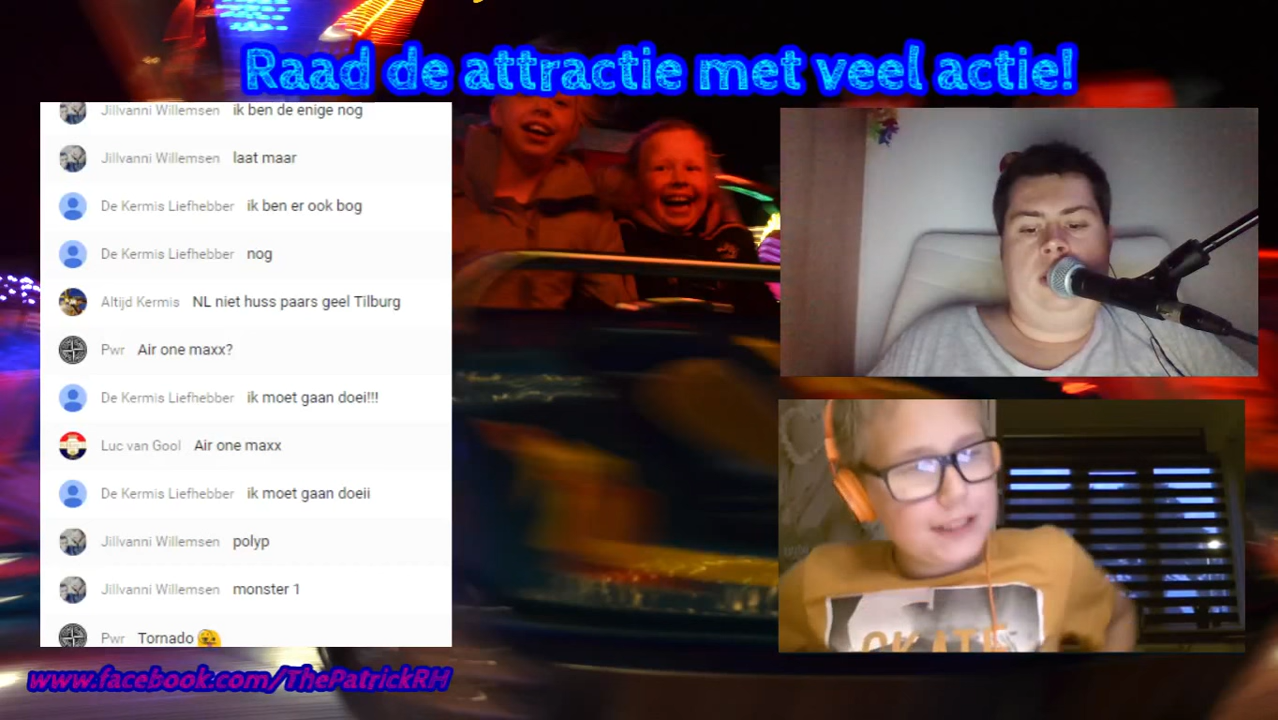 Raad de attractie met veel actie!
Jillvanni Willemsen ik ben de enige nog
Jillvanni Willemsen laat maar
De Kermis Liefhebber ik ben er ook bog
De Kermis Liefhebber nog
Altijd Kermis NL niet huss paars geel Tilburg
Pwr Air one maxx?
De Kermis Liefhebber ik moet gaan doei!!!
Luc van Gool Air one maxx
De Kermis Liefhebber ik moet gaan doeii
Jillvanni Willemsen polyp
Jillvanni Willemsen monster 1
Pwr Tornado
www.facebook.com/ThePatrickRH